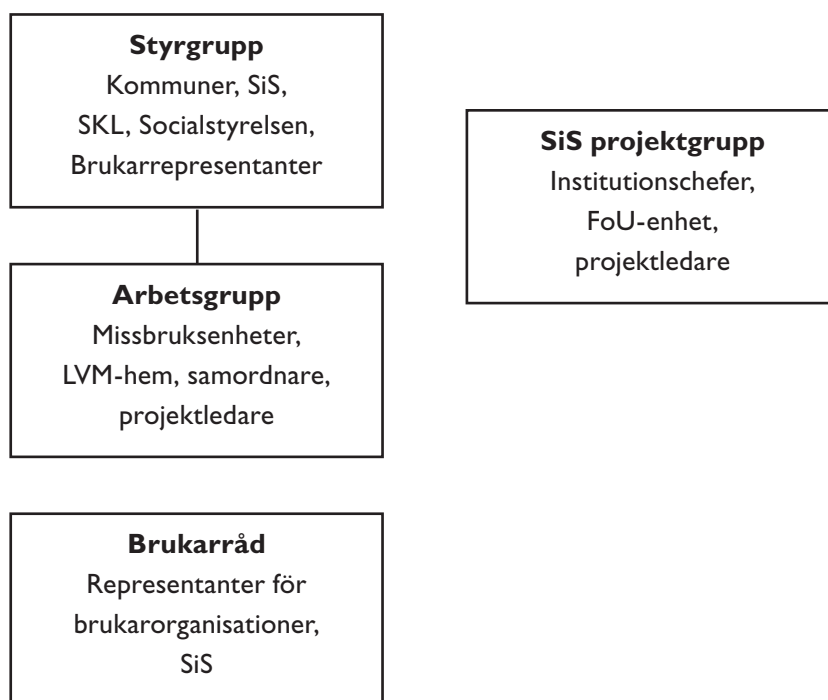 Styrgrupp
Kommuner, SiS,
SKL, Socialstyrelsen,
Brukarrepresentanter
SiS projektgrupp
Institutionschefer,
FoU-enhet,
projektledare
Arbetsgrupp
Missbruksenheter,
LVM-hem, samordnare,
projektledare
Brukarråd
Representanter för
brukarorganisationer,
SiS